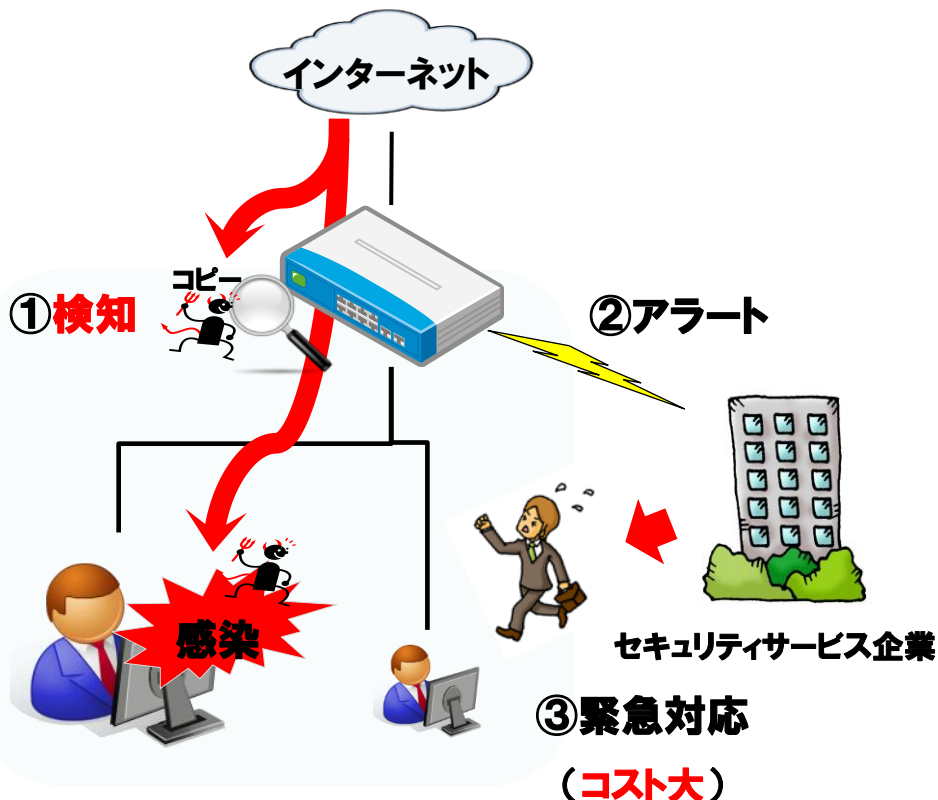 インターネット
コピー
①検知
②アラート
感染
セキュリティサービス企業
③緊急対応
（コスト大）